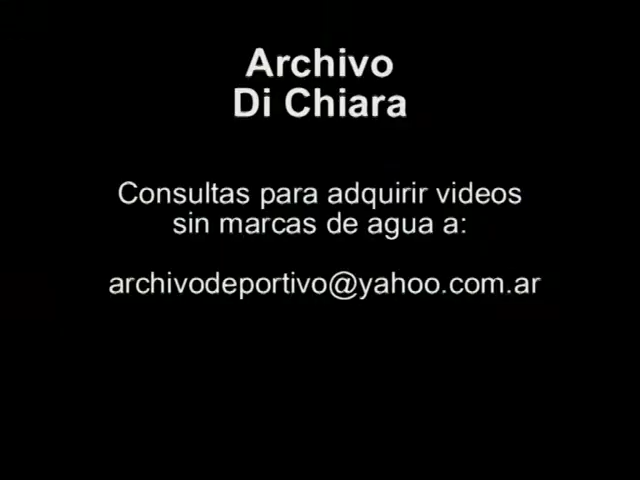 Archivo
Di Chiara
Consultas para adquirir videos
sin marcas de agua a:
archivodeportivo@yahoo.com.ar